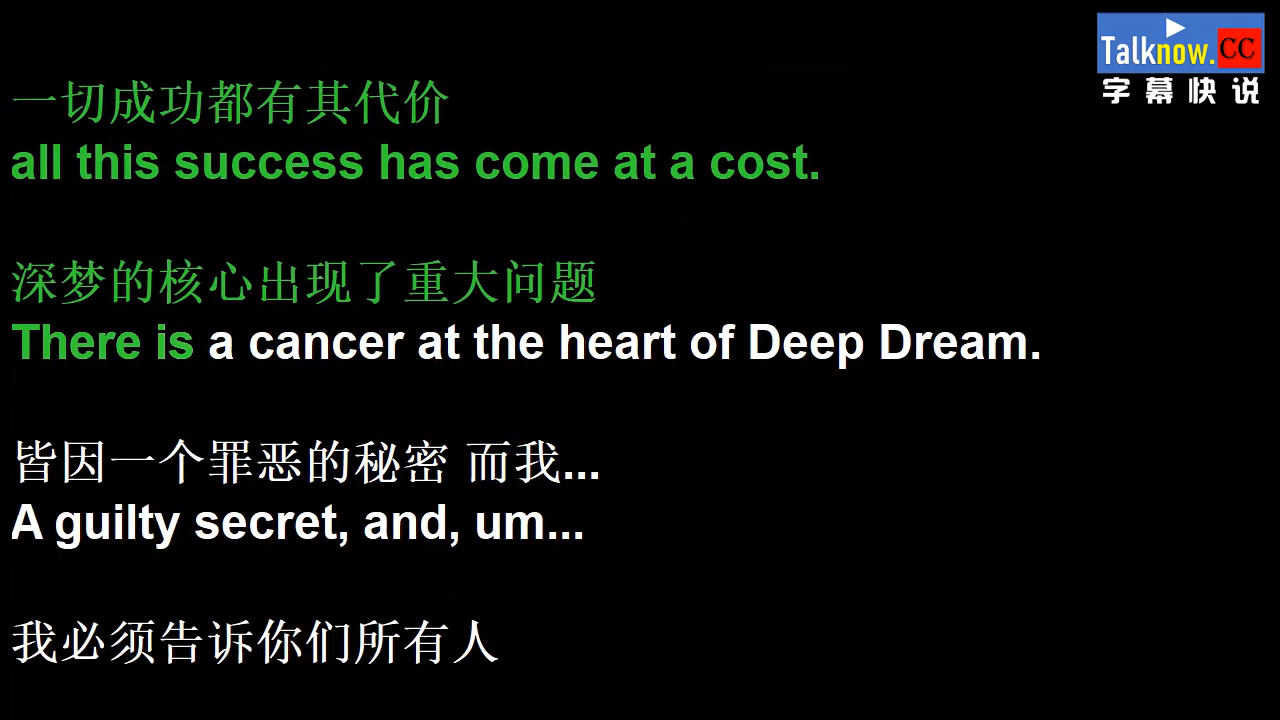 Talknow.CC
字幕快说
一切成功都有其代价
all this success has come at a cost.
深梦的核心出现了重大问题
There is a cancer at the heart of Deep Dream.
皆因一个罪恶的秘密 而我...
A guilty secret, and, um...
我必须告诉你们所有人